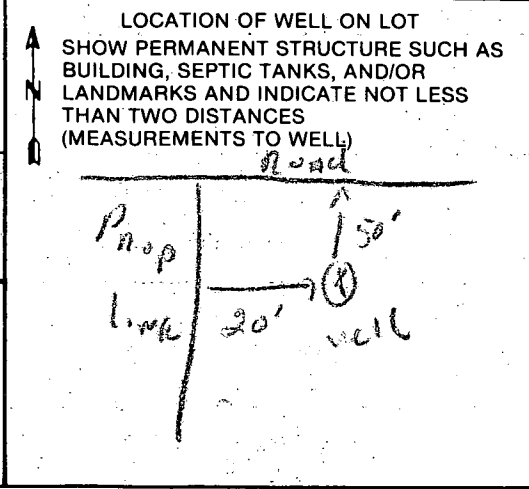 LOCATION OF WELL ON LOT
SHOW PERMANENT STRUCTURE SUCH AS
BUILDING, SEPTIC TANKS, AND/OR
LANDMARKS AND INDICATE NOT LESS
THAN TWO DISTANCES
(MEASUREMENTS TO WELL)
N
Road
Prop
50'
Line
20'
well